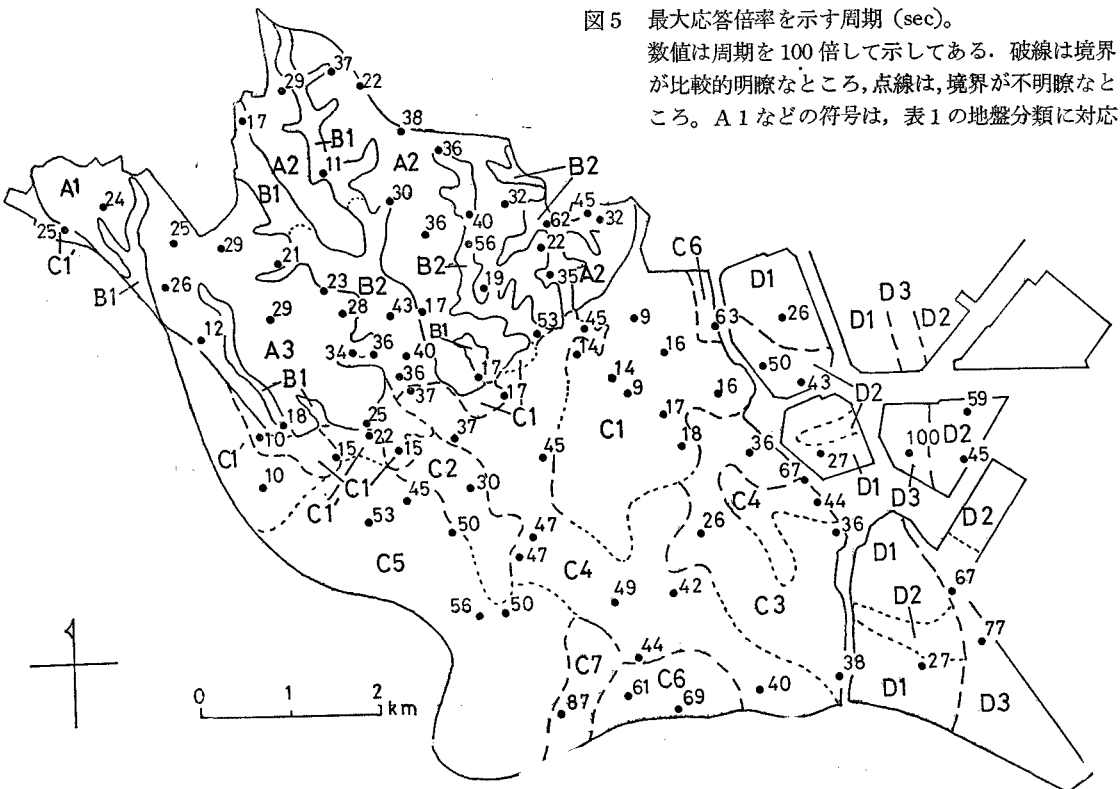 図5 最大応答倍率を示す周期 (sec)。
数値は周期を100倍して示してある. 破線は境界
が比較的明瞭なところ,点線は,境界が不明瞭なと
ころ。A1などの符号は,表1の地盤分類に対応
37
29
22
17
38
B1
A2
A2
36
11
B2
B1
A1
24
30
32
45
25
40
62
32
C1
25
29
36
56
22
C6
21
B2
A2
D1
B1
26
23
B2
19
35
D3
28
43
17
9
63
26
D1
D2
29
B1
53
45
12
34
36
40
14
16
50
A3
36
17
14
43
37
17
9
16
D2
B1
C1
17
59
18
25
C1
100
D2
10
22
37
18
36
27
45
C1
15
15
C2
45
67
D1
D3
10
C1
C1
45
30
C4
44
53
26
36
D2
50
47
D1
C5
47
C4
67
56
50
49
42
C3
D2
77
44
38
27
C7
C6
D1
61
40
D3
87
69
0 1 2
km